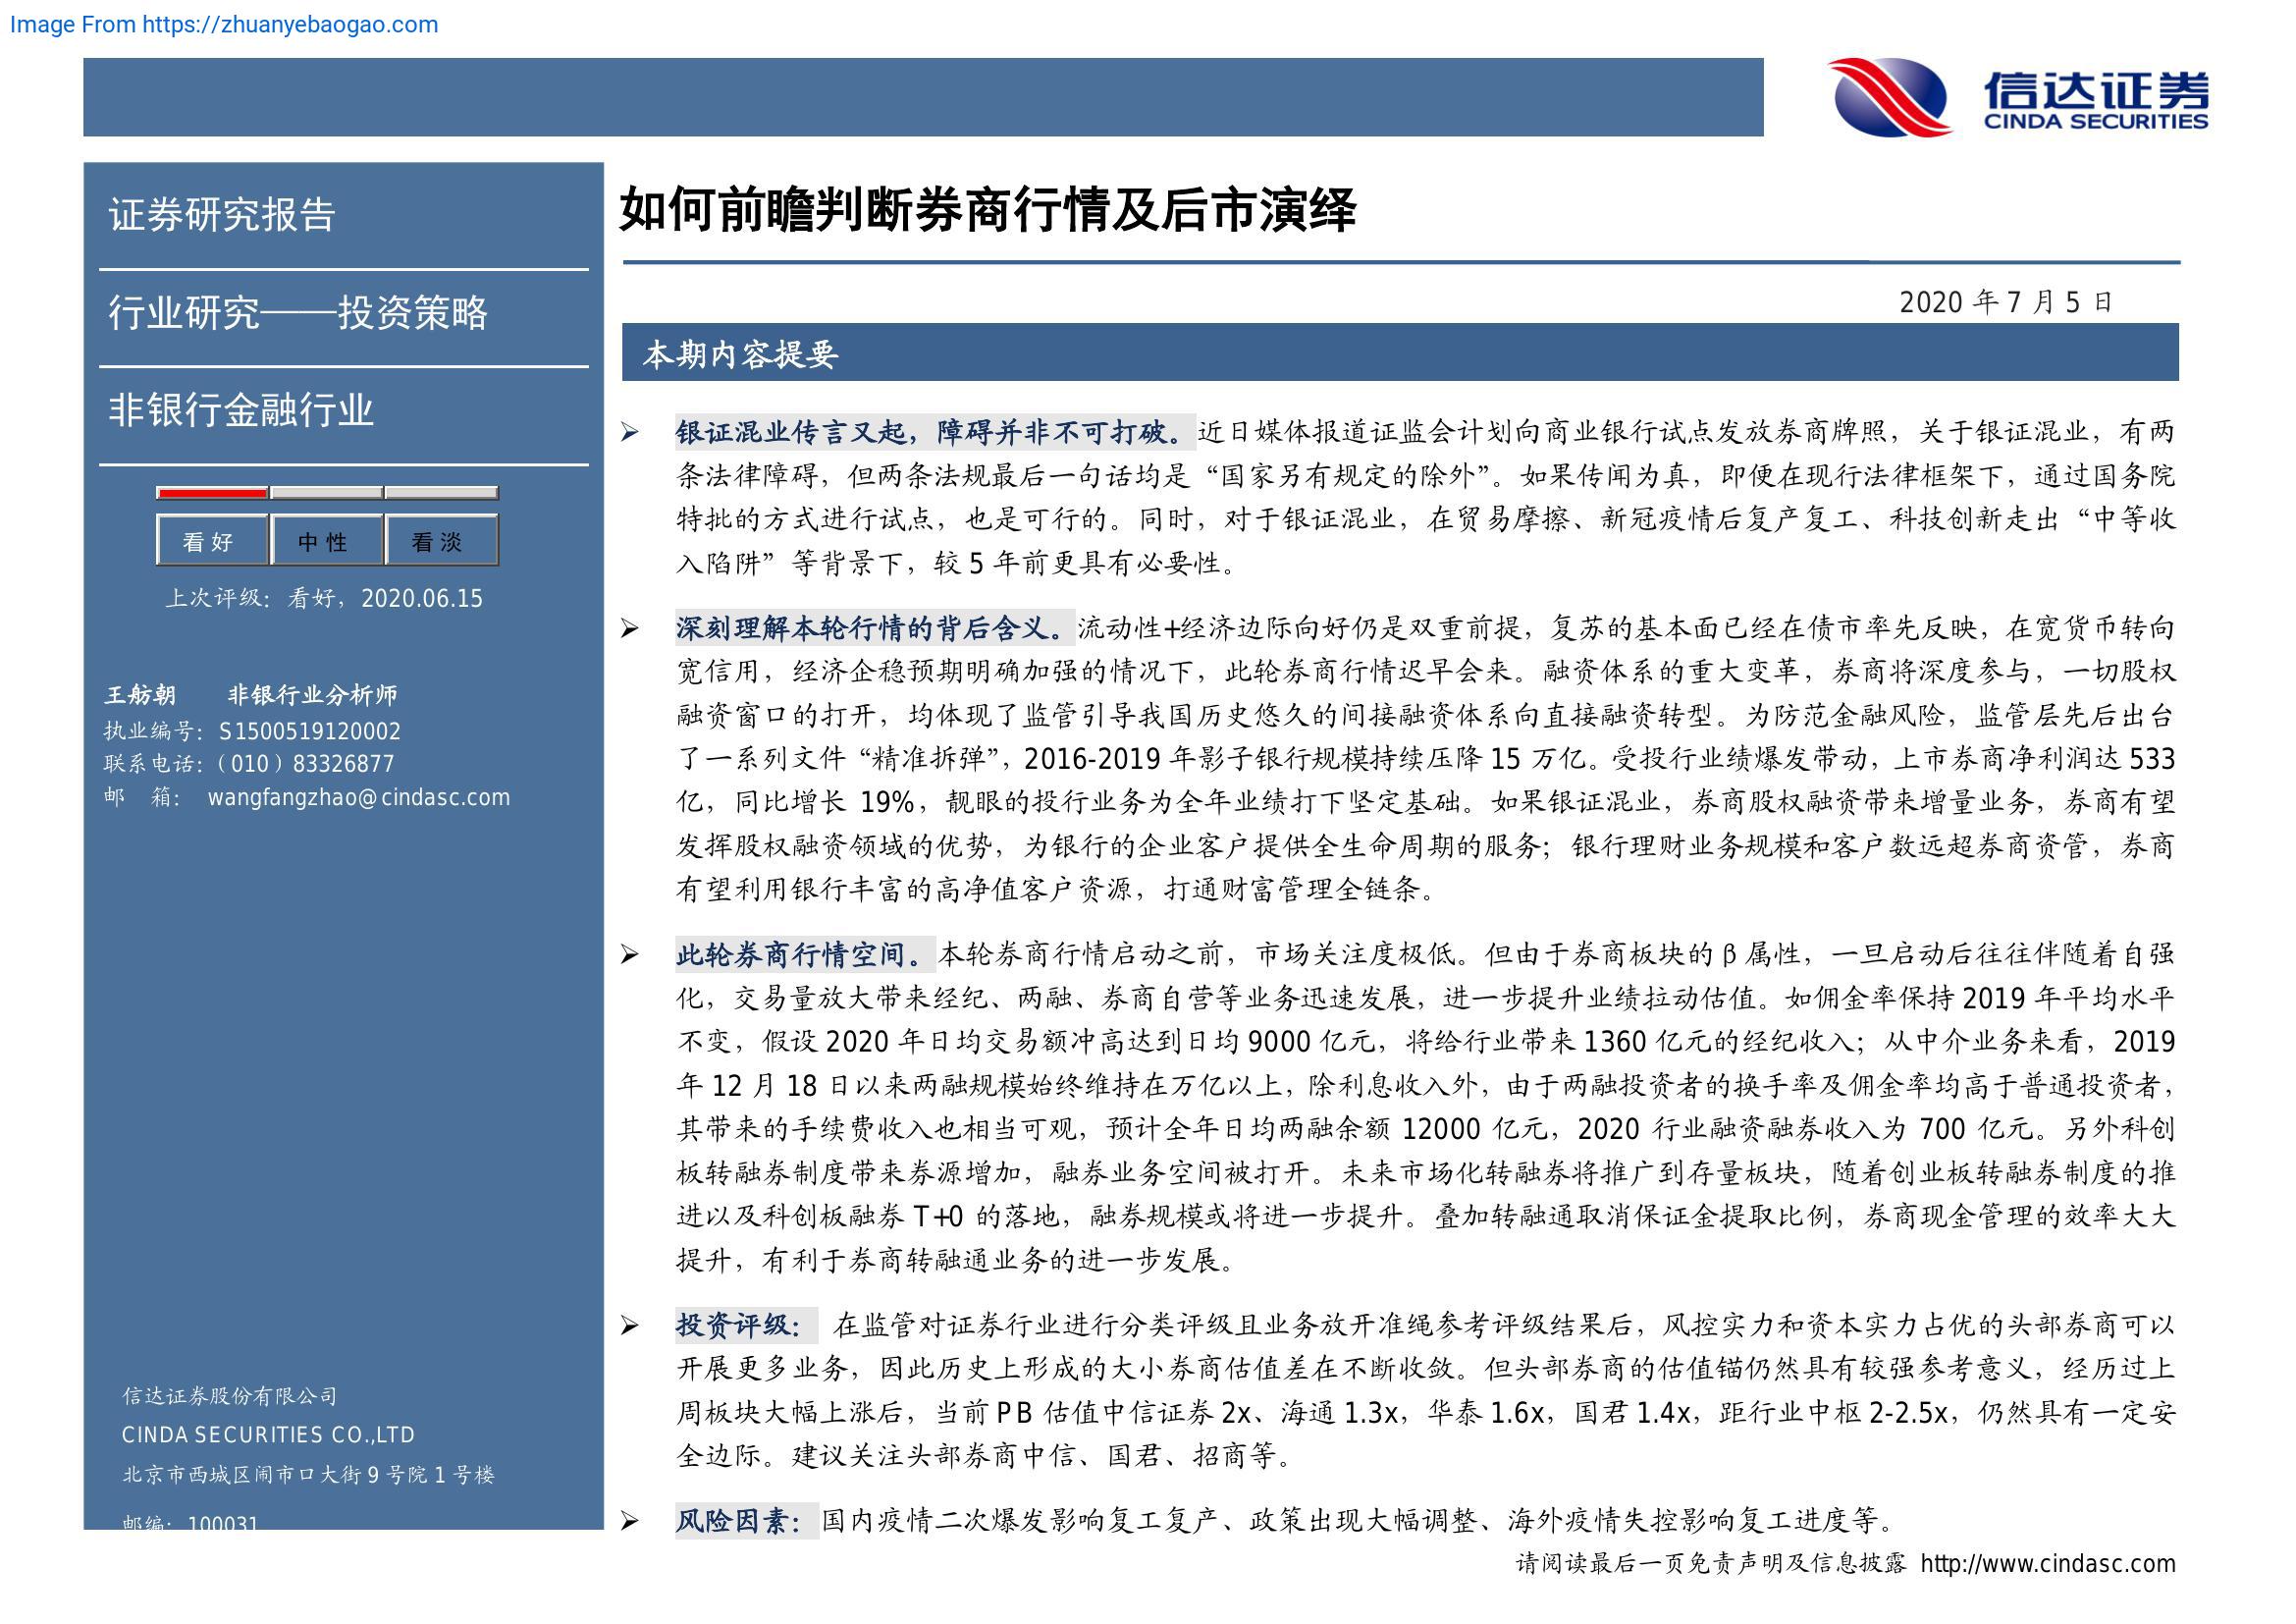 Image From https://zhuanyebaogao.com
信达证券
CINDA SECURITIES
证券研究报告
行业研究——投资策略
非银行金融行业
看好 中性 看淡
上次评级：看好，2020.06.15
王舫朝 非银行业分析师
执业编号：S1500519120002
联系电话：（010）83326877
邮 箱： wangfangzhao@cindasc.com
信达证券股份有限公司
CINDA SECURITIES CO.,LTD
北京市西城区闹市口大街9号院1号楼
邮编：100031
如何前瞻判断券商行情及后市演绎
2020 年 7 月 5 日
本期内容提要
➢ 银证混业传言又起，障碍并非不可打破。近日媒体报道证监会计划向商业银行试点发放券商牌照，关于银证混业，有两
条法律障碍，但两条法规最后一句话均是“国家另有规定的除外”。如果传闻为真，即便在现行法律框架下，通过国务院
特批的方式进行试点，也是可行的。同时，对于银证混业，在贸易摩擦、新冠疫情后复产复工、科技创新走出“中等收
入陷阱”等背景下，较 5 年前更具有必要性。
➢ 深刻理解本轮行情的背后含义。流动性+经济边际向好仍是双重前提，复苏的基本面已经在债市率先反映，在宽货币转向
宽信用，经济企稳预期明确加强的情况下，此轮券商行情迟早会来。融资体系的重大变革，券商将深度参与，一切股权
融资窗口的打开，均体现了监管引导我国历史悠久的间接融资体系向直接融资转型。为防范金融风险，监管层先后出台
了一系列文件“精准拆弹”，2016-2019 年影子银行规模持续压降 15 万亿。受投行业绩爆发带动，上市券商净利润达 533
亿，同比增长 19%，靓眼的投行业务为全年业绩打下坚定基础。如果银证混业，券商股权融资带来增量业务，券商有望
发挥股权融资领域的优势，为银行的企业客户提供全生命周期的服务；银行理财业务规模和客户数远超券商资管，券商
有望利用银行丰富的高净值客户资源，打通财富管理全链条。
➢ 此轮券商行情空间。本轮券商行情启动之前，市场关注度极低。但由于券商板块的 β 属性，一旦启动后往往伴随着自强
化，交易量放大带来经纪、两融、券商自营等业务迅速发展，进一步提升业绩拉动估值。如佣金率保持 2019 年平均水平
不变，假设 2020 年日均交易额冲高达到日均 9000 亿元，将给行业带来 1360 亿元的经纪收入；从中介业务来看，2019
年 12 月 18 日以来两融规模始终维持在万亿以上，除利息收入外，由于两融投资者的换手率及佣金率均高于普通投资者，
其带来的手续费收入也相当可观，预计全年日均两融余额 12000 亿元，2020 行业融资融券收入为 700 亿元。另外科创
板转融券制度带来券源增加，融券业务空间被打开。未来市场化转融券将推广到存量板块，随着创业板转融券制度的推
进以及科创板融券 T+0 的落地，融券规模或将进一步提升。叠加转融通取消保证金提取比例，券商现金管理的效率大大
提升，有利于券商转融通业务的进一步发展。
➢ 投资评级： 在监管对证券行业进行分类评级且业务放开准绳参考评级结果后，风控实力和资本实力占优的头部券商可以
开展更多业务，因此历史上形成的大小券商估值差在不断收敛。但头部券商的估值锚仍然具有较强参考意义，经历过上
周板块大幅上涨后，当前 PB 估值中信证券 2x、海通 1.3x，华泰 1.6x，国君 1.4x，距行业中枢 2-2.5x，仍然具有一定安
全边际。建议关注头部券商中信、国君、招商等。
➢ 风险因素：国内疫情二次爆发影响复工复产、政策出现大幅调整、海外疫情失控影响复工进度等。
请阅读最后一页免责声明及信息披露 http://www.cindasc.com